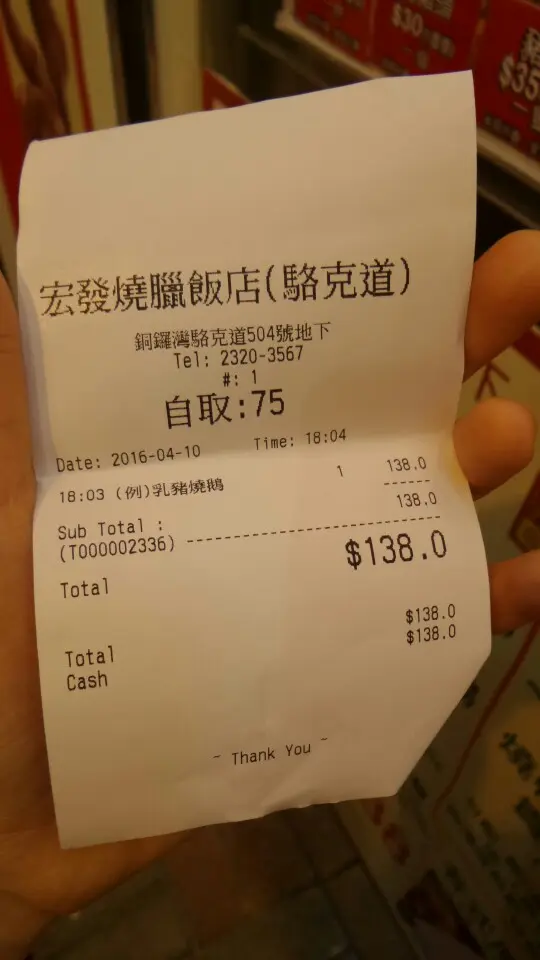 $30
$35
宏發燒臘飯店(駱克道)
銅鑼灣駱克道504號地下
Tel: 2320-3567
#: 1
自取:75
Date: 2016-04-10 Time: 18:04
18:03 (例)乳豬燒鵝 1 138.0
------
Sub Total : 138.0
(T000002336) --------------------------
Total $138.0
Total $138.0
Cash $138.0
~ Thank You ~